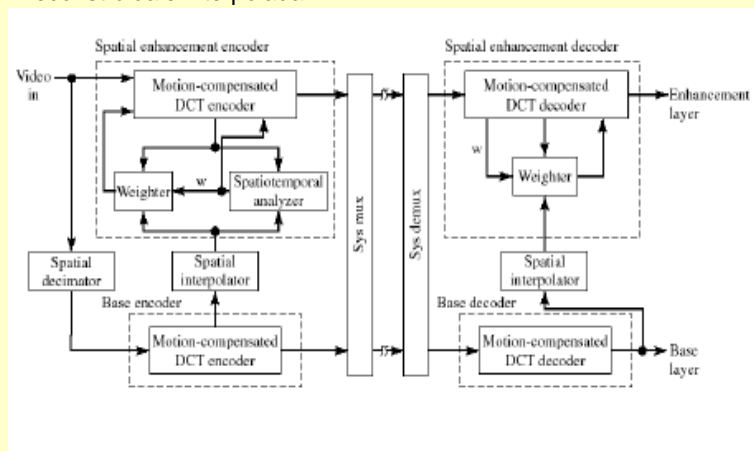 Spatial enhancement encoder
Spatial enhancement decoder
Video
in
Motion-compensated
DCT encoder
Motion-compensated
DCT decoder
Enhancement
layer
w
w
Weighter
Spatiotemporal
analyzer
Weighter
Sys mux
Sys demux
Spatial
decimator
Spatial
interpolator
Spatial
interpolator
Base encoder
Base decoder
Motion-compensated
DCT encoder
Motion-compensated
DCT decoder
Base
layer